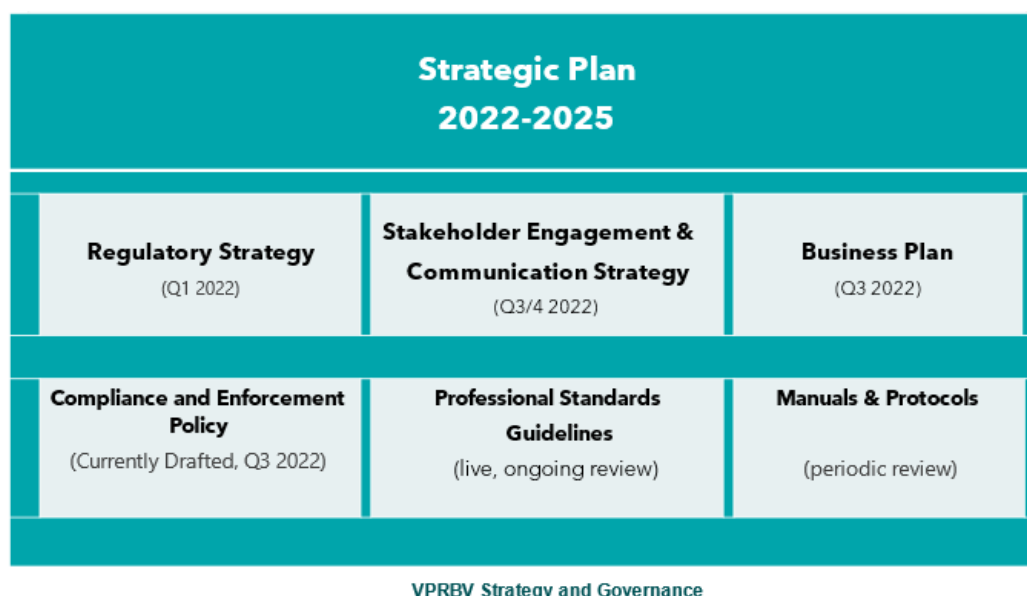 Strategic Plan
2022-2025
Regulatory Strategy
(Q1 2022)
Stakeholder Engagement &
Communication Strategy
(Q3/4 2022)
Business Plan
(Q3 2022)
Compliance and Enforcement
Policy
(Currently Drafted, Q3 2022)
Professional Standards
Guidelines
(live, ongoing review)
Manuals & Protocols
(periodic review)
VPRBV Strategy and Governance